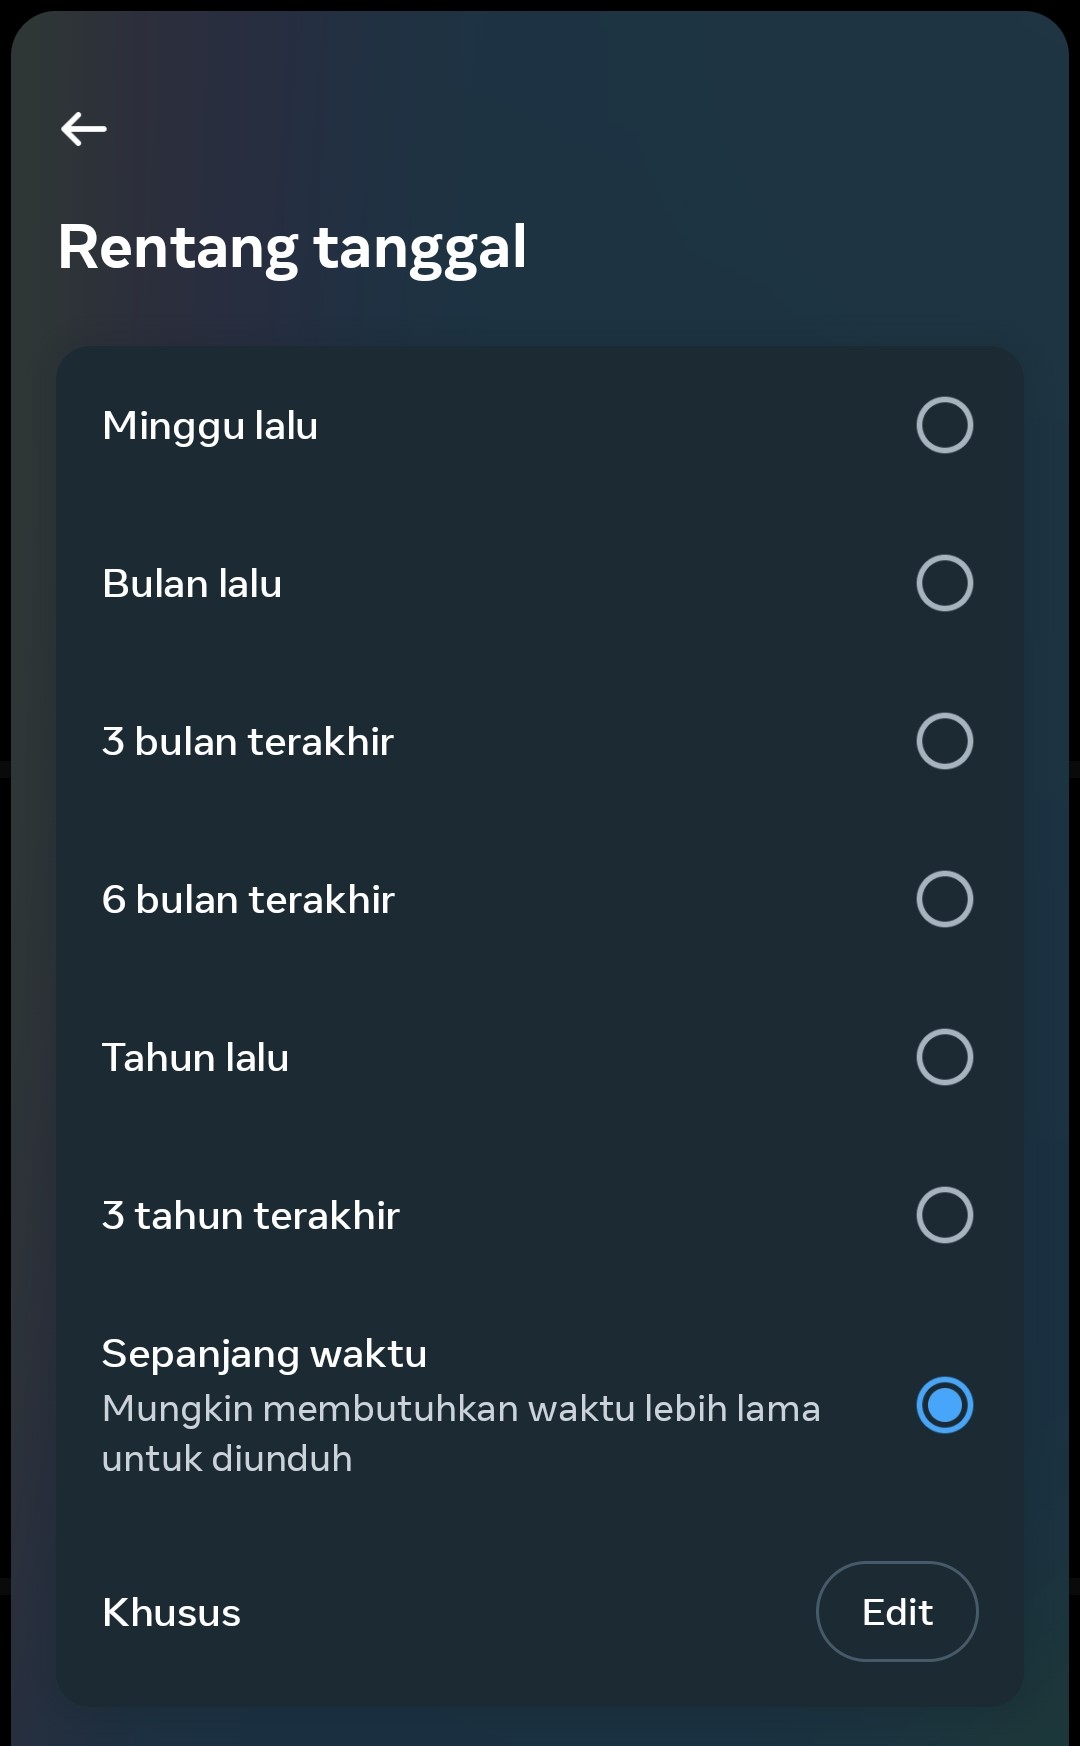 Rentang tanggal
Minggu lalu
Bulan lalu
3 bulan terakhir
6 bulan terakhir
Tahun lalu
3 tahun terakhir
Sepanjang waktu
Mungkin membutuhkan waktu lebih lama
untuk diunduh
Khusus
Edit